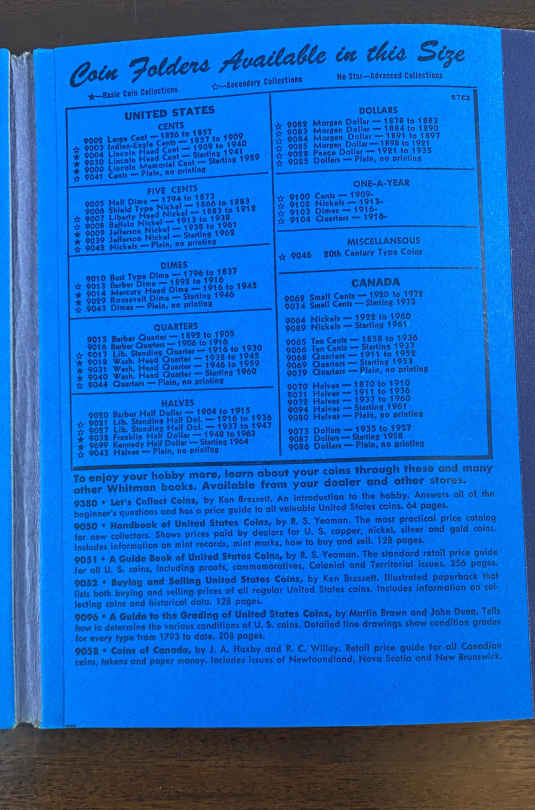 Coin Folders Available in this Size
★—Basic Coin Collections ☆—Secondary Collections No Star—Advanced Collections
UNITED STATES
CENTS
9002 Large Cent — 1826 to 1857
☆ 9003 Indian-Eagle Cents — 1857 to 1909
★ 9004 Lincoln Head Cent — 1909 to 1940
★ 9030 Lincoln Head Cent — Starting 1941
★ 9000 Lincoln Memorial Cent — Starting 1959
☆ 9041 Cents — Plain, no printing
FIVE CENTS
9005 Half Dime — 1794 to 1873
9006 Shield Type Nickel — 1866 to 1883
☆ 9007 Liberty Head Nickel — 1883 to 1912
☆ 9008 Buffalo Nickel — 1913 to 1938
★ 9009 Jefferson Nickel — 1938 to 1961
★ 9039 Jefferson Nickel — Starting 1962
☆ 9042 Nickels — Plain, no printing
DIMES
9010 Bust Type Dime — 1796 to 1837
☆ 9013 Barber Dime — 1892 to 1916
★ 9014 Mercury Head Dime — 1916 to 1945
★ 9029 Roosevelt Dime — Starting 1946
☆ 9043 Dimes — Plain, no printing
QUARTERS
9015 Barber Quarter — 1892 to 1905
9016 Barber Quarters — 1906 to 1916
☆ 9017 Lib. Standing Quarter — 1916 to 1930
★ 9018 Wash. Head Quarter — 1932 to 1945
★ 9031 Wash. Head Quarter — 1946 to 1959
★ 9040 Wash. Head Quarter — Starting 1960
☆ 9044 Quarters — Plain, no printing
HALVES
9020 Barber Half Dollar — 1904 to 1915
☆ 9021 Lib. Standing Half Dol. — 1916 to 1936
☆ 9027 Lib. Standing Half Dol. — 1937 to 1947
★ 9032 Franklin Half Dollar — 1948 to 1963
★ 9699 Kennedy Half Dollar — Starting 1964
☆ 9045 Halves — Plain, no printing
DOLLARS
☆ 9082 Morgan Dollar — 1878 to 1883
☆ 9083 Morgan Dollar — 1884 to 1890
☆ 9084 Morgan Dollar — 1891 to 1897
☆ 9085 Morgan Dollar — 1898 to 1921
☆ Peace Dollar — 1921 to 1935
☆ Dollars — Plain, no printing
ONE-A-YEAR
☆ 9100 Cents — 1909-
☆ 9102 Nickels — 1913-
☆ 9103 Dimes — 1916-
☆ 9104 Quarters — 1916-
MISCELLANEOUS
☆ 9046 20th Century Type Coins
CANADA
9062 Small Cents — 1920 to 1972
9074 Small Cents — Starting 1973
9064 Nickels — 1922 to 1960
9089 Nickels — Starting 1961
9065 Ten Cents — 1858 to 1936
9066 Ten Cents — Starting 1937
9068 Quarters — 1911 to 1952
9069 Quarters — Starting 1953
9079 Quarters — Plain, no printing
9070 Halves — 1870 to 1910
9071 Halves — 1911 to 1936
9072 Halves — 1937 to 1960
9094 Halves — Starting 1961
9080 Halves — Plain, no printing
9073 Dollars — 1935 to 1957
9087 Dollars — Starting 1958
9086 Dollars — Plain, no printing
To enjoy your hobby more, learn about your coins through these and many
other Whitman books. Available from your dealer and other stores.
9380 • Let's Collect Coins, by Ken Bressett. An introduction to the hobby. Answers all of the
beginner's questions and has a price guide to all valuable United States coins. 64 pages.
9050 • Handbook of United States Coins, by R. S. Yeoman. The most practical price catalog
for new collectors. Shows prices paid by dealers for U. S. copper, nickel, silver and gold coins.
Includes information on mint records, mint marks, how to buy and sell. 128 pages.
9051 • A Guide Book of United States Coins, by R. S. Yeoman. The standard retail price guide
for all U. S. coins, including proofs, commemoratives, Colonial and Territorial issues. 256 pages.
9052 • Buying and Selling United States Coins, by Ken Bressett. Illustrated paperback that
lists both buying and selling prices of all regular United States coins. Includes information on col-
lecting coins and historical data. 128 pages.
9096 • A Guide to the Grading of United States Coins, by Martin Brown and John Dunn. Tells
how to determine the various conditions of U. S. coins. Detailed line drawings show condition grades
for every type from 1793 to date. 208 pages.
9058 • Coins of Canada, by J. A. Haxby and R. C. Willey. Retail price guide for all Canadian
coins, tokens and paper money. Includes issues of Newfoundland, Nova Scotia and New Brunswick.